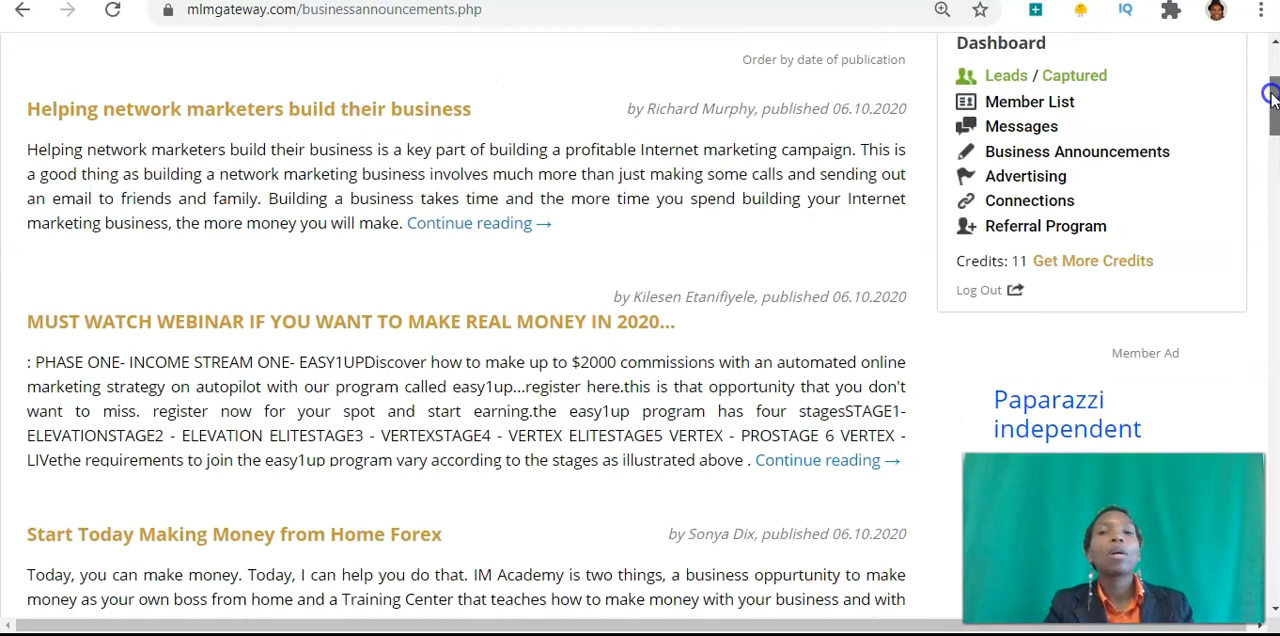 mlmgateway.com/businessannouncements.php
IQ
Order by date of publication
Helping network marketers build their business
by Richard Murphy, published 06.10.2020
Helping network marketers build their business is a key part of building a profitable Internet marketing campaign. This is
a good thing as building a network marketing business involves much more than just making some calls and sending out
an email to friends and family. Building a business takes time and the more time you spend building your Internet
marketing business, the more money you will make. Continue reading →
by Kilesen Etanifiyele, published 06.10.2020
MUST WATCH WEBINAR IF YOU WANT TO MAKE REAL MONEY IN 2020...
: PHASE ONE- INCOME STREAM ONE- EASY1UPDiscover how to make up to $2000 commissions with an automated online
marketing strategy on autopilot with our program called easy1up...register here.this is that opportunity that you don't
want to miss. register now for your spot and start earning.the easy1up program has four stagesSTAGE1-
ELEVATIONSTAGE2 - ELEVATION ELITESTAGE3 - VERTEXSTAGE4 - VERTEX ELITESTAGE5 VERTEX - PROSTAGE 6 VERTEX -
LIVethe requirements to join the easy1up program vary according to the stages as illustrated above . Continue reading →
Start Today Making Money from Home Forex
by Sonya Dix, published 06.10.2020
Today, you can make money. Today, I can help you do that. IM Academy is two things, a business opportunity to make
money as your own boss from home and a Training Center that teaches how to make money with your business and with
Dashboard
Leads / Captured
Member List
Messages
Business Announcements
Advertising
Connections
Referral Program
Credits: 11 Get More Credits
Log Out
Member Ad
Paparazzi
independent